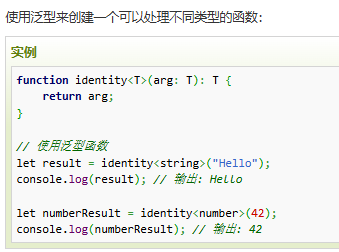 使用泛型来创建一个可以处理不同类型的函数：
实例
function identity<T>(arg: T): T {
    return arg;
}
// 使用泛型函数
let result = identity<string>("Hello");
console.log(result); // 输出: Hello
let numberResult = identity<number>(42);
console.log(numberResult); // 输出: 42